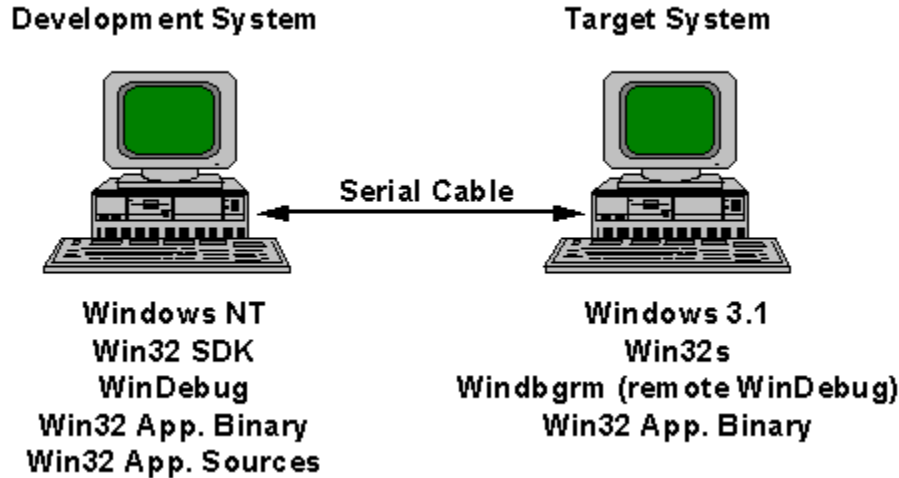 Development System
Target System
Serial Cable
Windows NT
Win32 SDK
WinDebug
Win32 App. Binary
Win32 App. Sources
Windows 3.1
Win32s
Windbgrm (remote WinDebug)
Win32 App. Binary